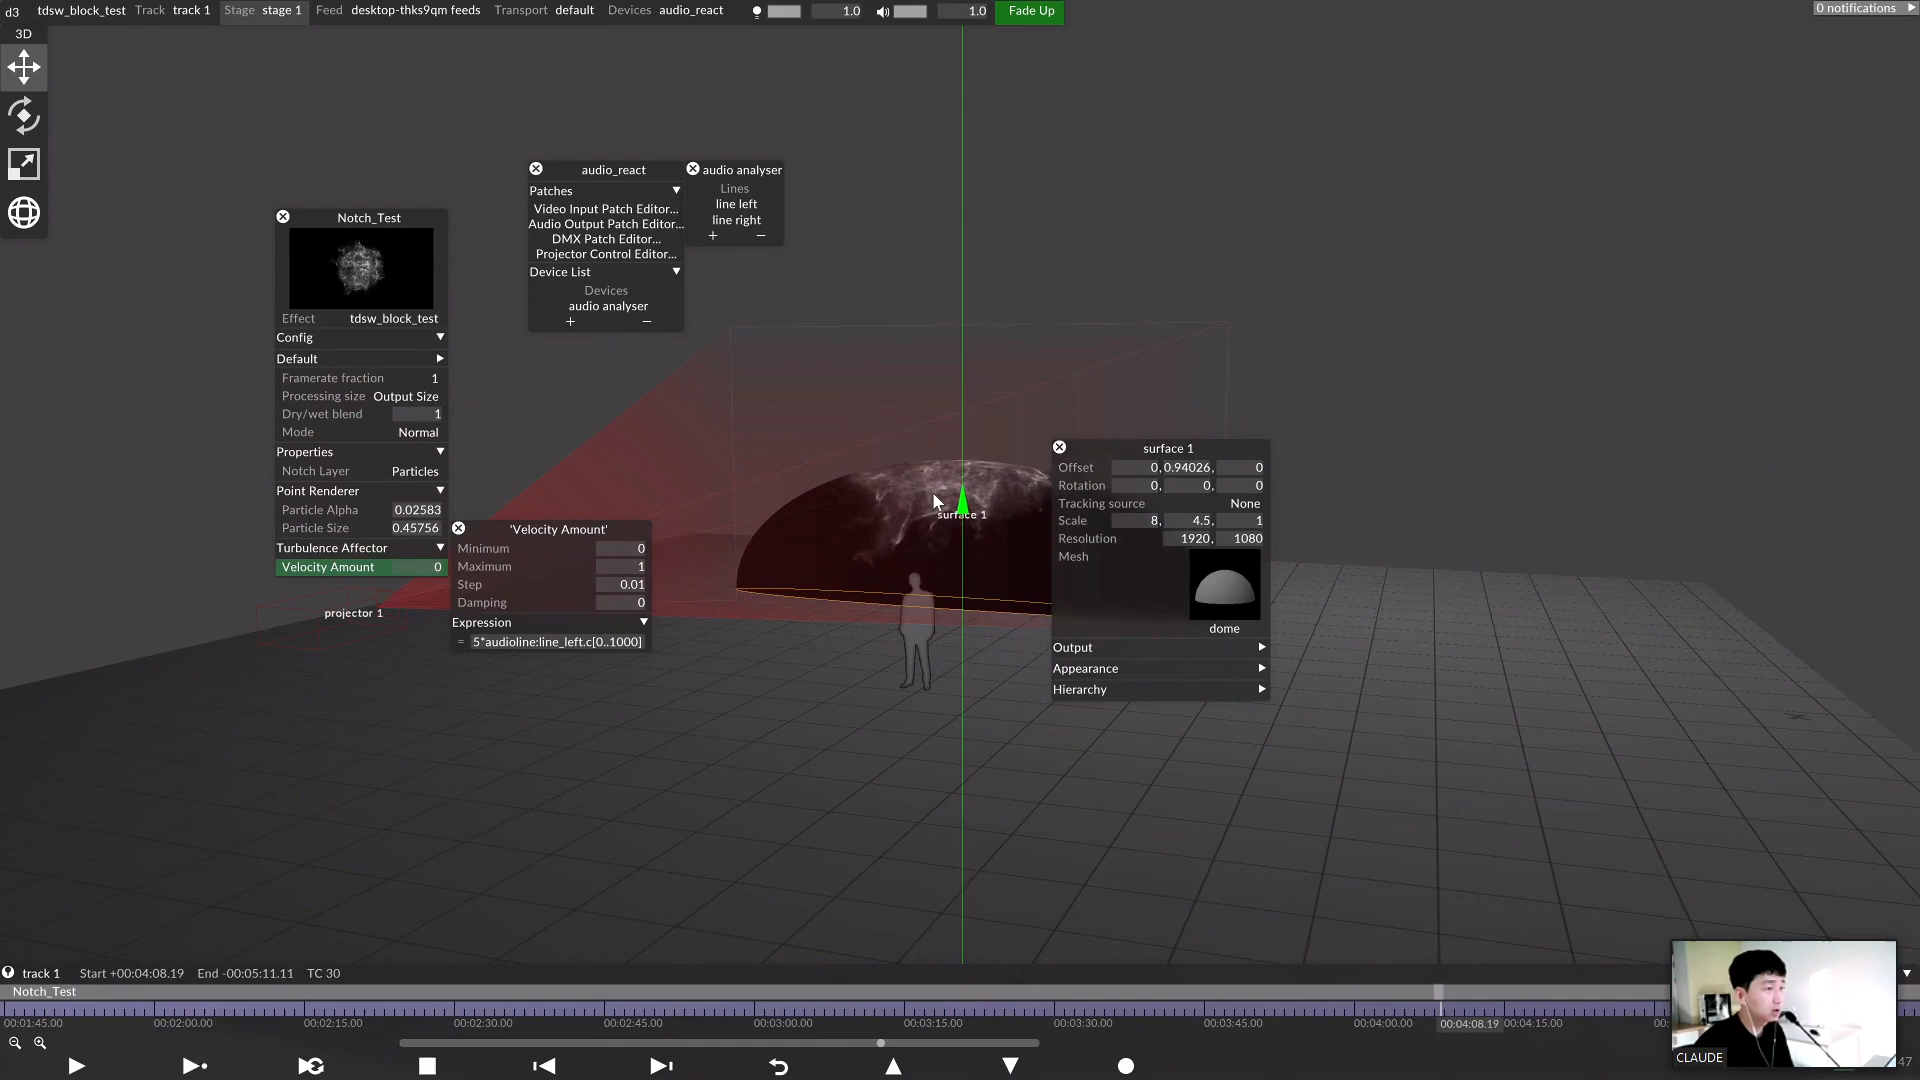 d3 tdsw_block_test Track track 1 Stage stage 1 Feed desktop-thks9qm feeds Transport default Devices audio_react 1.0 1.0 Fade Up 0 notifications
3D
audio_react
Patches
Video Input Patch Editor...
Audio Output Patch Editor...
DMX Patch Editor...
Projector Control Editor...
Device List
Devices
audio analyser
+ −
audio analyser
Lines
line left
line right
+ −
Notch_Test
Effect tdsw_block_test
Config
Default
Framerate fraction 1
Processing size Output Size
Dry/wet blend 1
Mode Normal
Properties
Notch Layer Particles
Point Renderer
Particle Alpha 0.02583
Particle Size 0.45756
Turbulence Affector
Velocity Amount 0
projector 1
'Velocity Amount'
Minimum 0
Maximum 1
Step 0.01
Damping 0
Expression
= 5*audioline:line_left.c[0..1000]
surface 1
surface 1
Offset 0, 0.94026, 0
Rotation 0, 0, 0
Tracking source None
Scale 8, 4.5, 1
Resolution 1920, 1080
Mesh
dome
Output
Appearance
Hierarchy
track 1 Start +00:04:08.19 End -00:05:11.11 TC 30
Notch_Test
00:01:45.00 00:02:00.00 00:02:15.00 00:02:30.00 00:02:45.00 00:03:00.00 00:03:15.00 00:03:30.00 00:03:45.00 00:04:00.00 00:04:08.19 00:04:15.00 00:
CLAUDE
47